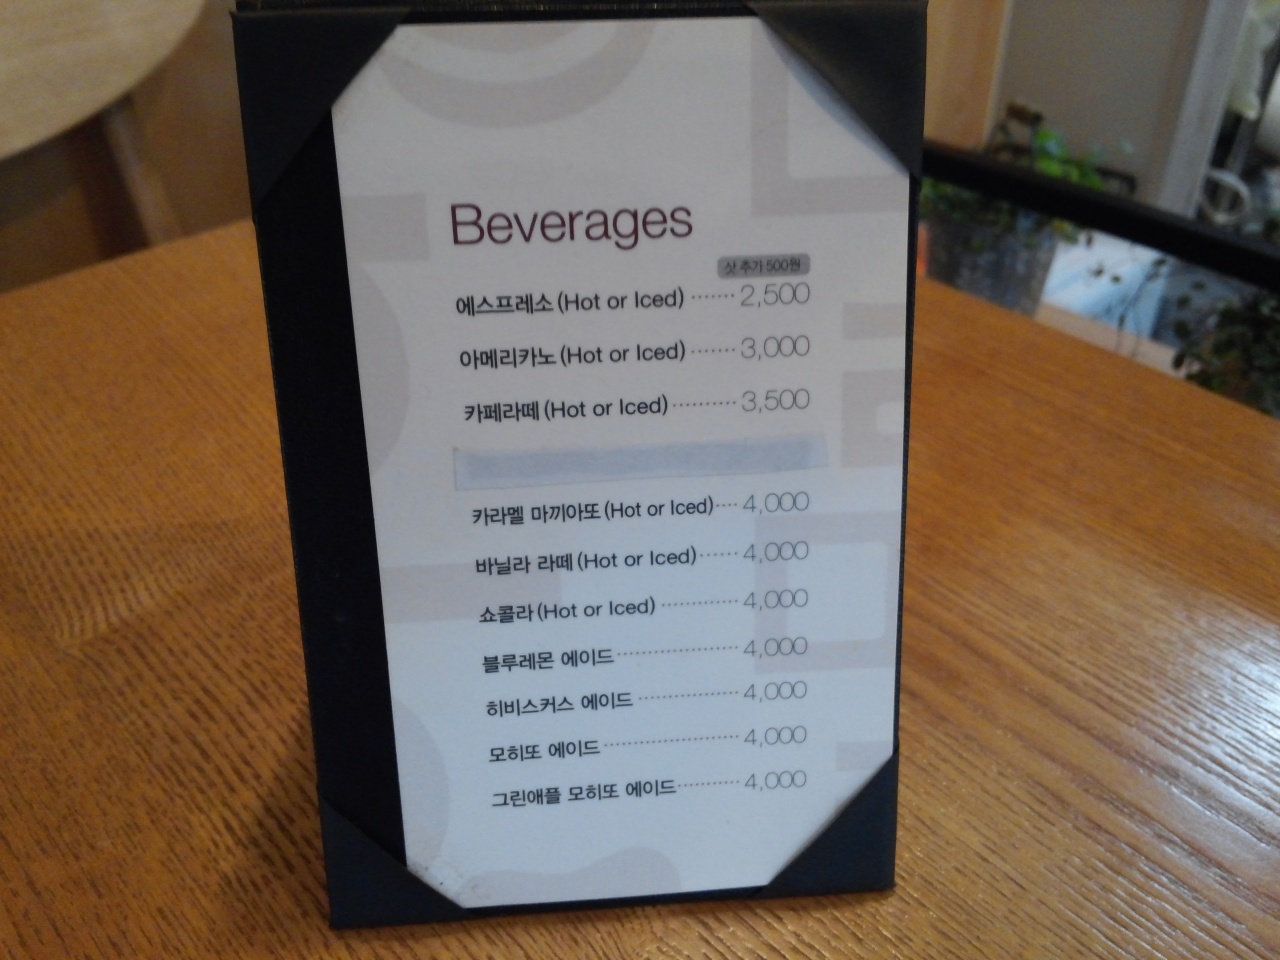 Beverages
샷 추가 500원
에스프레소 (Hot or Iced) ······· 2,500
아메리카노 (Hot or Iced) ······· 3,000
카페라떼 (Hot or Iced) ·········· 3,500
카라멜 마끼아또 (Hot or Iced) ···· 4,000
바닐라 라떼 (Hot or Iced) ······ 4,000
쇼콜라 (Hot or Iced) ············ 4,000
블루레몬 에이드 ··················· 4,000
히비스커스 에이드 ················ 4,000
모히또 에이드 ····················· 4,000
그린애플 모히또 에이드 ·········· 4,000